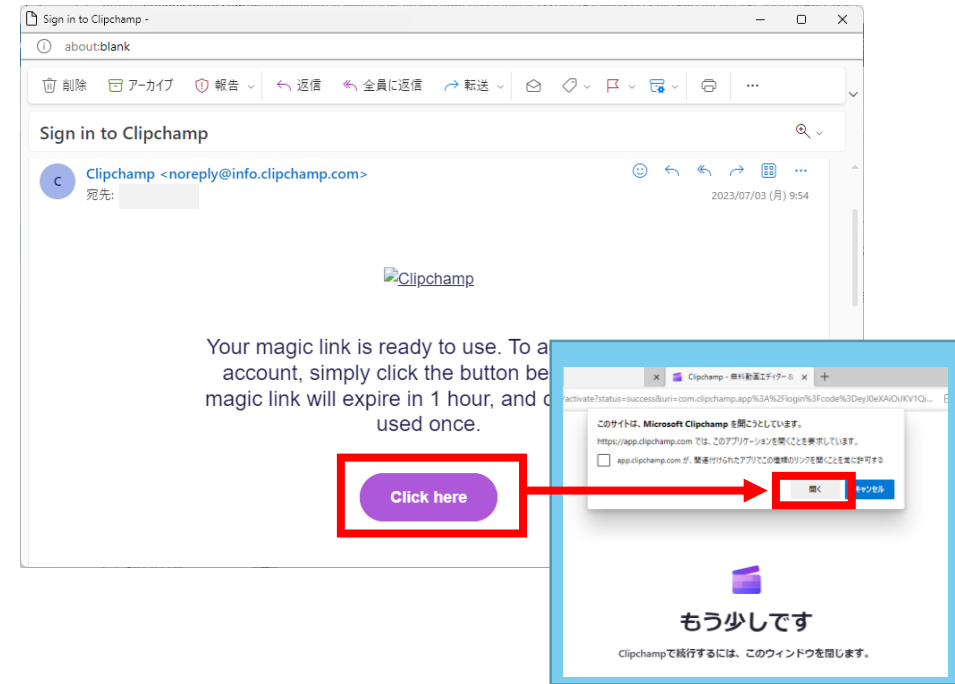 Sign in to Clipchamp -
about:blank
削除 アーカイブ 報告 返信 全員に返信 転送 ...
Sign in to Clipchamp
C
Clipchamp <noreply@info.clipchamp.com>
宛先:
2023/07/03 (月) 9:54
Clipchamp
Your magic link is ready to use. To a
account, simply click the button be
magic link will expire in 1 hour, and
used once.
Click here
Clipchamp - 無料動画エディター &
/activate?status=success&uri=com.clipchamp.app%3A%2Flogin%3Fcode%3DeyJ0eXAiOiJKV1Qi...
このサイトは、Microsoft Clipchamp を開こうとしています。
https://app.clipchamp.com では、このアプリケーションを開くことを要求しています。
app.clipchamp.com が、関連付けられたアプリでこの種類のリンクを開くことを常に許可する
開く キャンセル
もう少しです
Clipchampで続行するには、このウィンドウを閉じます。